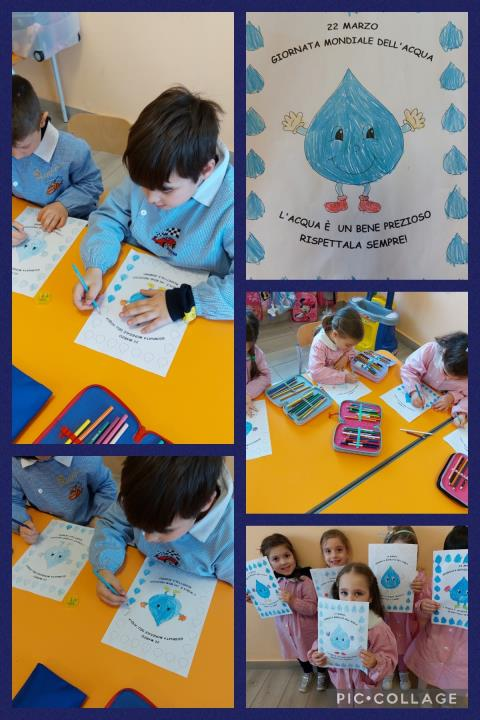 22 MARZO
GIORNATA MONDIALE DELL'ACQUA
L'ACQUA È UN BENE PREZIOSO
RISPETTALA SEMPRE!
PIC•COLLAGE